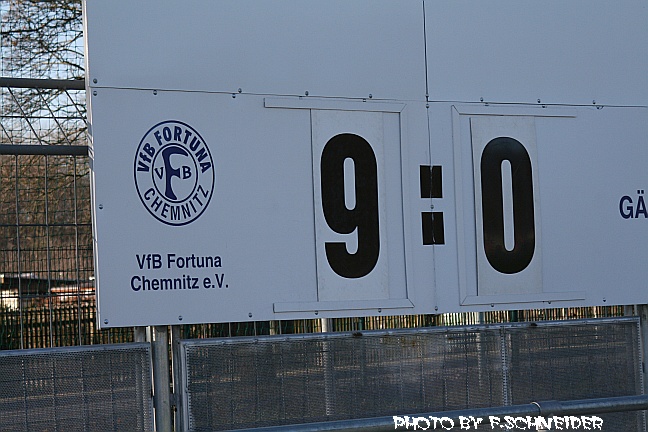 VfB FORTUNA
VFB
CHEMNITZ
VfB Fortuna
Chemnitz e.V.
9:0
GÄ
PHOTO BY F.SCHNEIDER